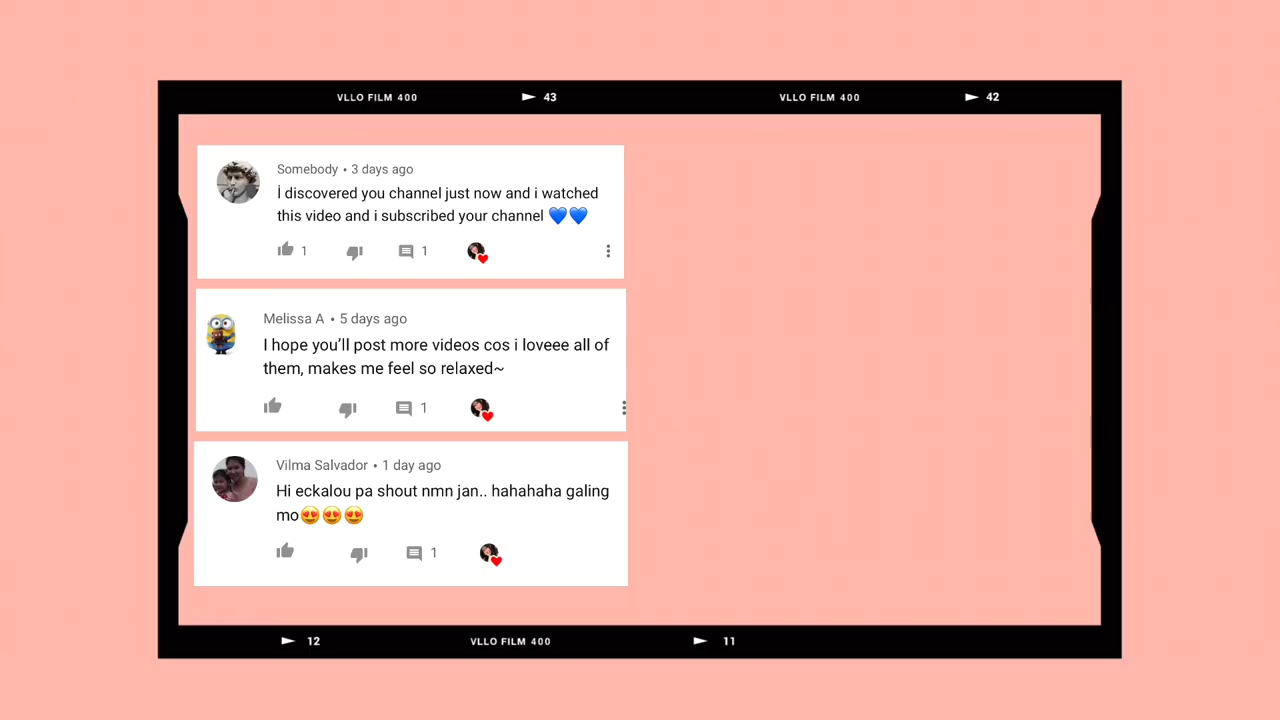 VLLO FILM 400 43 VLLO FILM 400 42
Somebody • 3 days ago
İ discovered you channel just now and i watched
this video and i subscribed your channel 💙💙
1 1
Melissa A • 5 days ago
I hope you'll post more videos cos i loveee all of
them, makes me feel so relaxed~
1
Vilma Salvador • 1 day ago
Hi eckalou pa shout nmn jan.. hahahaha galing
mo😍😍😍
1
12 VLLO FILM 400 11